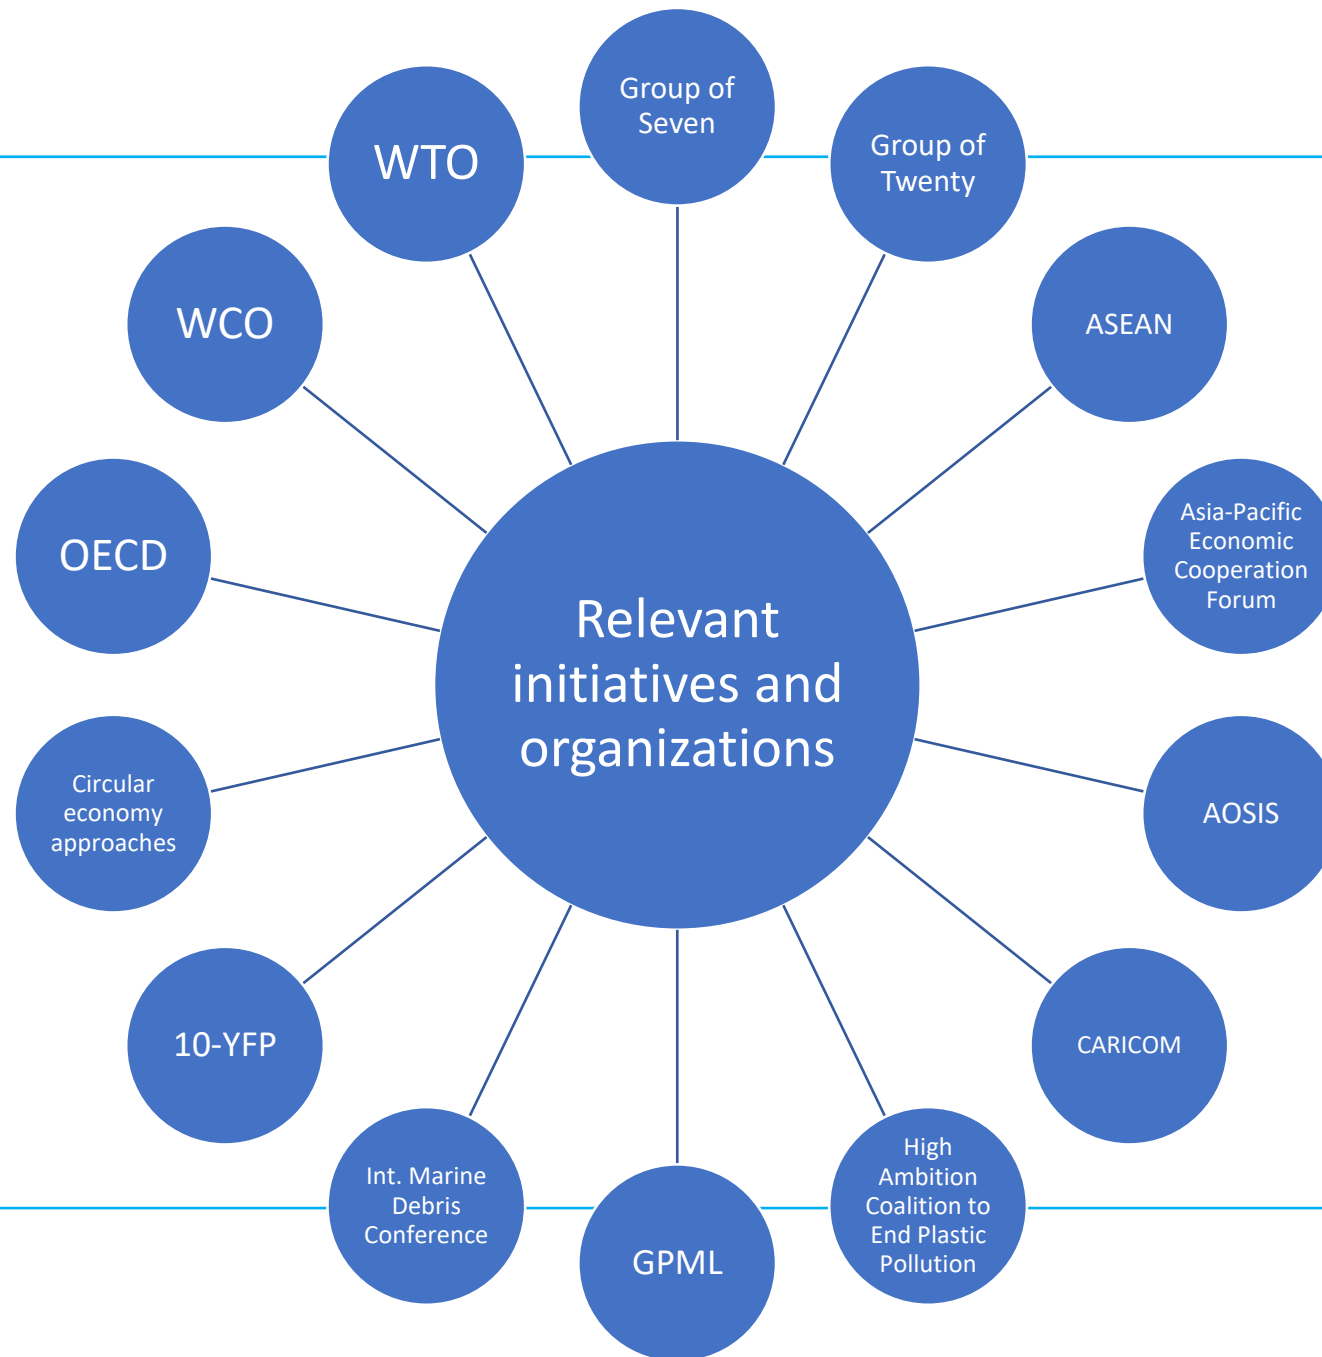 Group of
Seven
Group of
Twenty
ASEAN
Asia-Pacific
Economic
Cooperation
Forum
AOSIS
CARICOM
High
Ambition
Coalition to
End Plastic
Pollution
GPML
Int. Marine
Debris
Conference
10-YFP
Circular
economy
approaches
OECD
WCO
WTO
Relevant
initiatives and
organizations